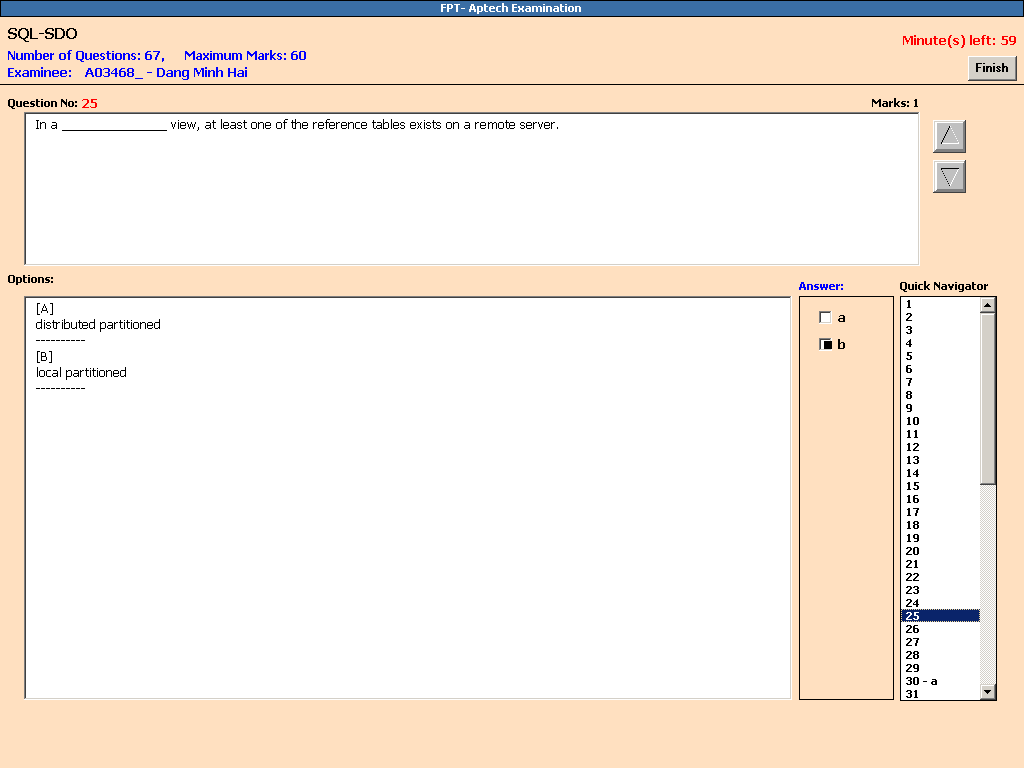 FPT- Aptech Examination
SQL-SDO
Number of Questions: 67, Maximum Marks: 60
Examinee: A03468_ - Dang Minh Hai
Minute(s) left: 59
Finish
Question No: 25
Marks: 1
In a ________________ view, at least one of the reference tables exists on a remote server.
Options:
[A]
distributed partitioned
----------
[B]
local partitioned
----------
Answer:
a
b
Quick Navigator
1
2
3
4
5
6
7
8
9
10
11
12
13
14
15
16
17
18
19
20
21
22
23
24
25
26
27
28
29
30 - a
31